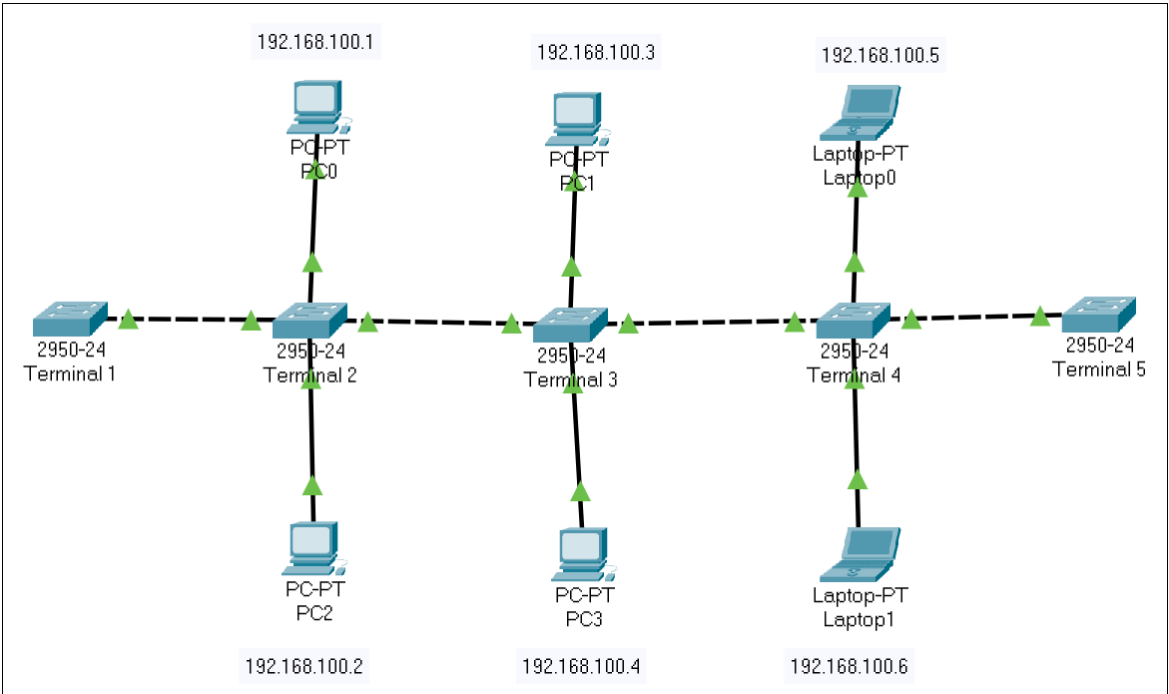 192.168.100.1
192.168.100.3
192.168.100.5
PC-PT
PC0
PC-PT
PC1
Laptop-PT
Laptop0
2950-24
Terminal 1
2950-24
Terminal 2
2950-24
Terminal 3
2950-24
Terminal 4
2950-24
Terminal 5
PC-PT
PC2
PC-PT
PC3
Laptop-PT
Laptop1
192.168.100.2
192.168.100.4
192.168.100.6